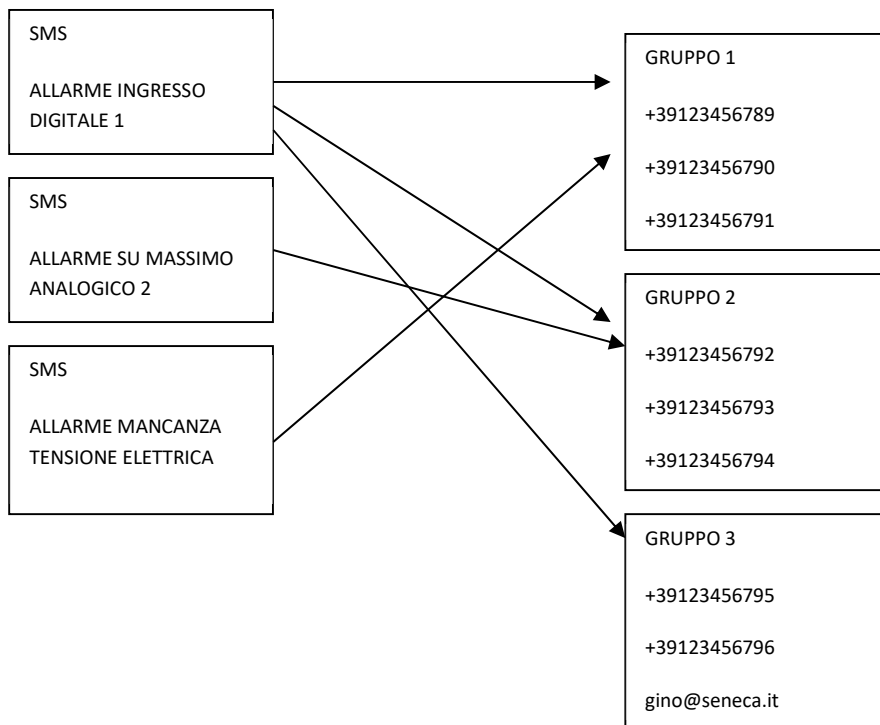 SMS
ALLARME INGRESSO
DIGITALE 1
SMS
ALLARME SU MASSIMO
ANALOGICO 2
SMS
ALLARME MANCANZA
TENSIONE ELETTRICA
GRUPPO 1
+39123456789
+39123456790
+39123456791
GRUPPO 2
+39123456792
+39123456793
+39123456794
GRUPPO 3
+39123456795
+39123456796
gino@seneca.it